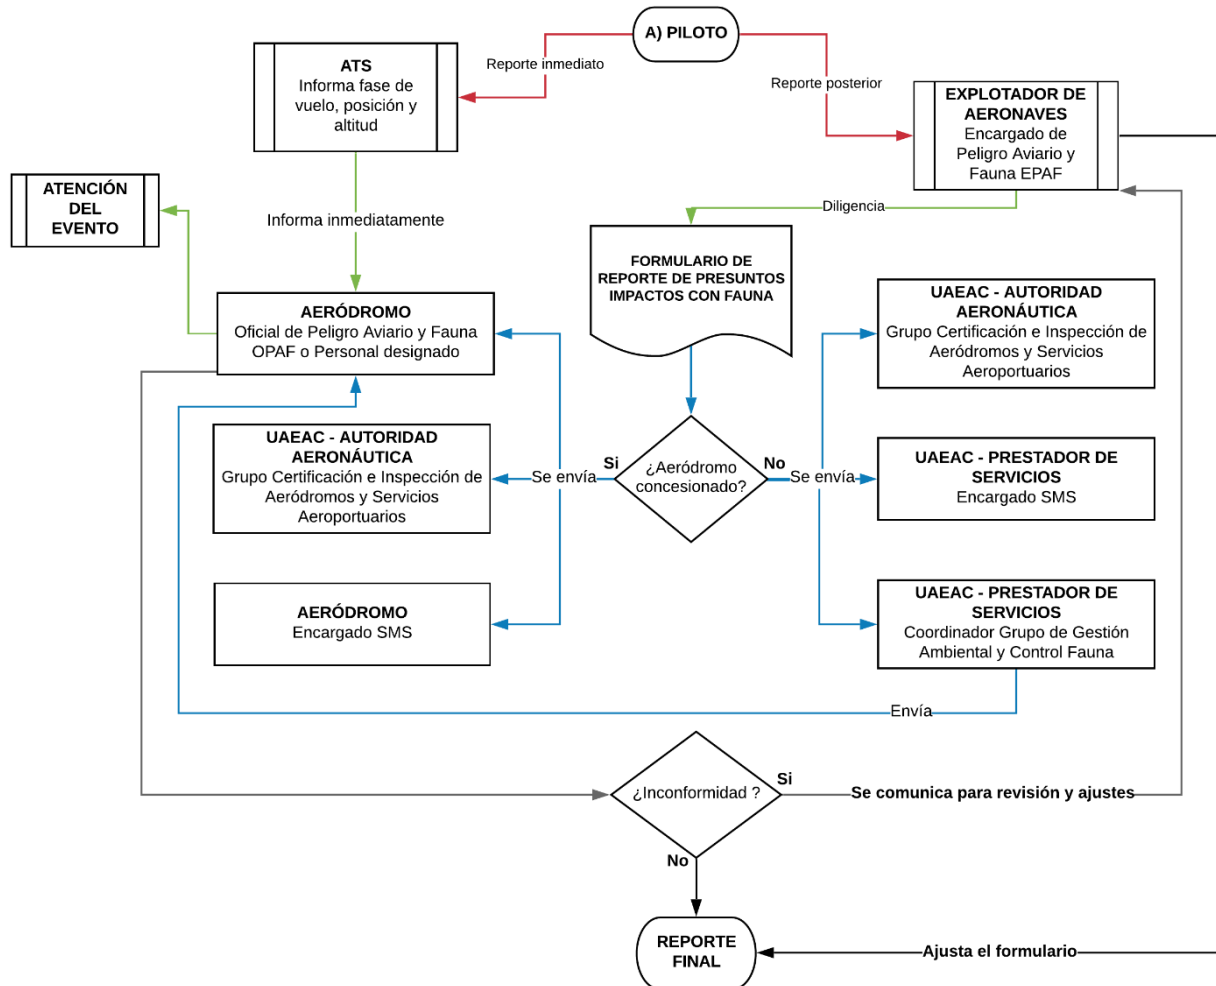 A) PILOTO
Reporte inmediato
Reporte posterior
ATS
Informa fase de
vuelo, posición y
altitud
EXPLOTADOR DE
AERONAVES
Encargado de
Peligro Aviario y
Fauna EPAF
ATENCIÓN
DEL
EVENTO
Informa inmediatamente
Diligencia
FORMULARIO DE
REPORTE DE PRESUNTOS
IMPACTOS CON FAUNA
AERÓDROMO
Oficial de Peligro Aviario y Fauna
OPAF o Personal designado
UAEAC - AUTORIDAD
AERONÁUTICA
Grupo Certificación e Inspección de
Aeródromos y Servicios
Aeroportuarios
UAEAC - AUTORIDAD
AERONÁUTICA
Grupo Certificación e Inspección de
Aeródromos y Servicios
Aeroportuarios
Se envía
Si
¿Aeródromo
concesionado?
No
Se envía
UAEAC - PRESTADOR DE
SERVICIOS
Encargado SMS
AERÓDROMO
Encargado SMS
UAEAC - PRESTADOR DE
SERVICIOS
Coordinador Grupo de Gestión
Ambiental y Control Fauna
Envía
¿Inconformidad ?
Si
Se comunica para revisión y ajustes
No
REPORTE
FINAL
Ajusta el formulario